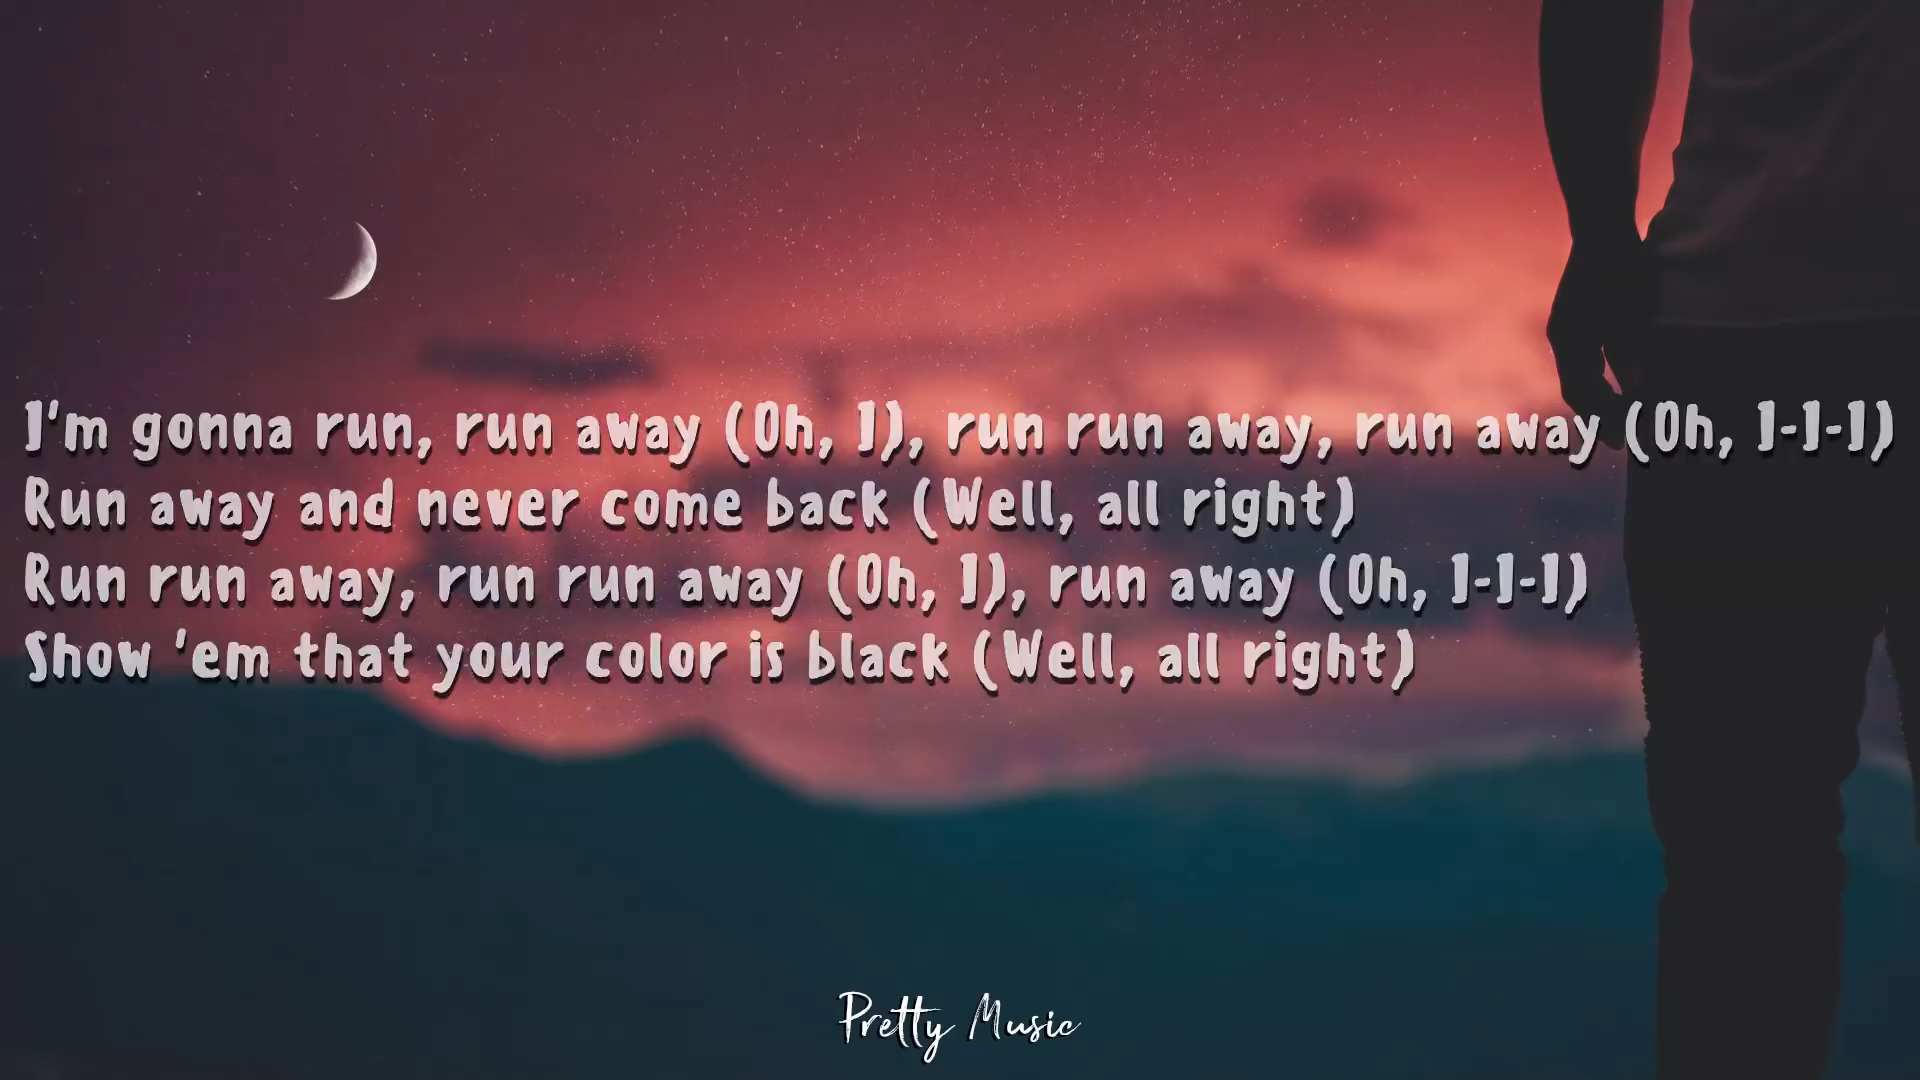 I'm gonna run, run away (Oh, I), run run away, run away (Oh, I-I-I)
Run away and never come back (Well, all right)
Run run away, run run away (Oh, I), run away (Oh, I-I-I)
Show 'em that your color is black (Well, all right)
Pretty Music